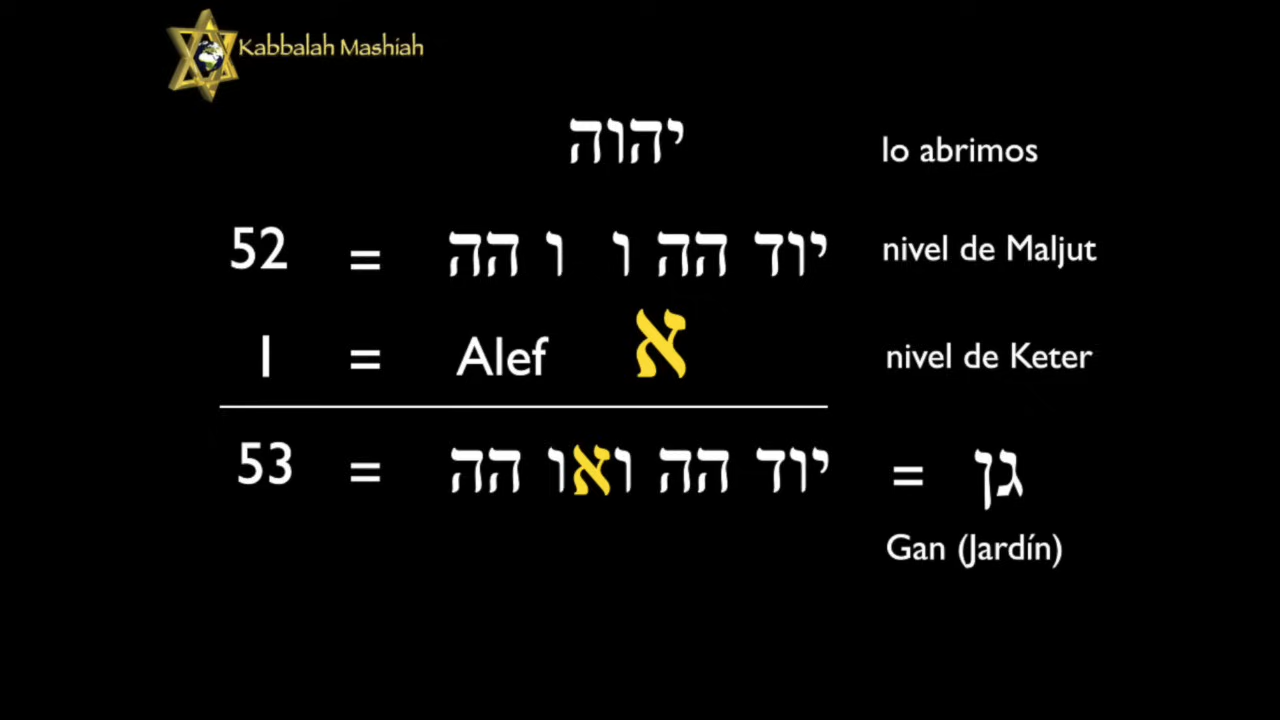 Kabbalah Mashiah
יהוה lo abrimos
52 = יוד הה ו ו הה nivel de Maljut
1 = Alef א nivel de Keter
53 = יוד הה ואו הה = גן
Gan (Jardín)